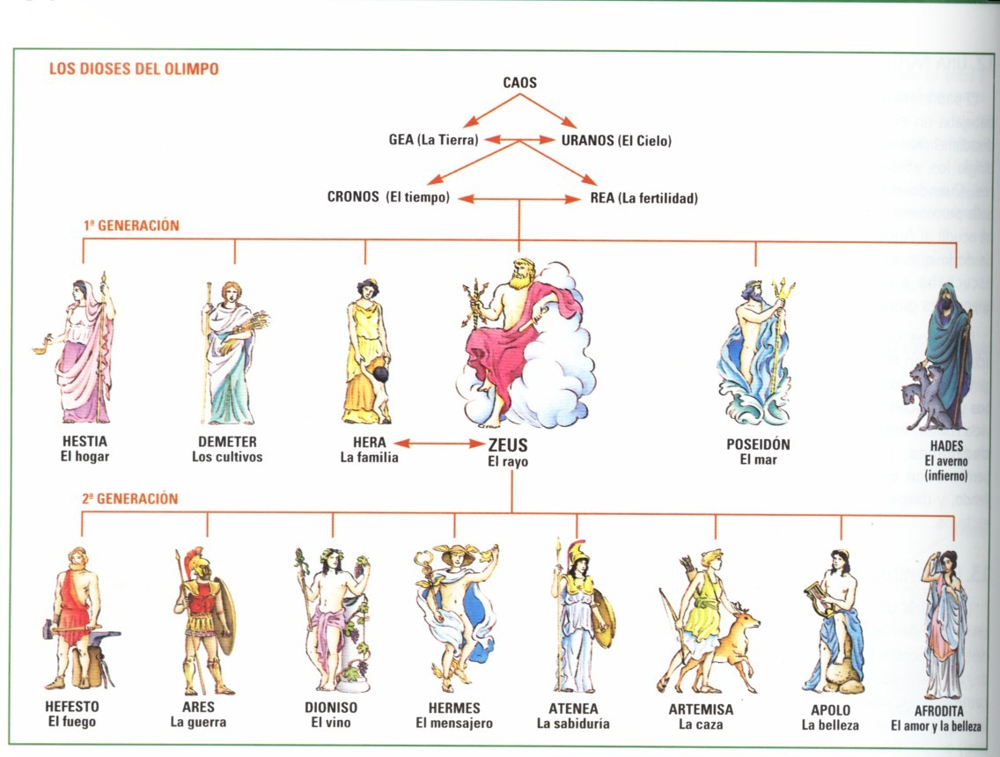 LOS DIOSES DEL OLIMPO
CAOS
GEA (La Tierra)
URANOS (El Cielo)
CRONOS (El tiempo)
REA (La fertilidad)
1ª GENERACIÓN
HESTIA
El hogar
DEMETER
Los cultivos
HERA
La familia
ZEUS
El rayo
POSEIDÓN
El mar
HADES
El averno
(infierno)
2ª GENERACIÓN
HEFESTO
El fuego
ARES
La guerra
DIONISO
El vino
HERMES
El mensajero
ATENEA
La sabiduría
ARTEMISA
La caza
APOLO
La belleza
AFRODITA
El amor y la belleza